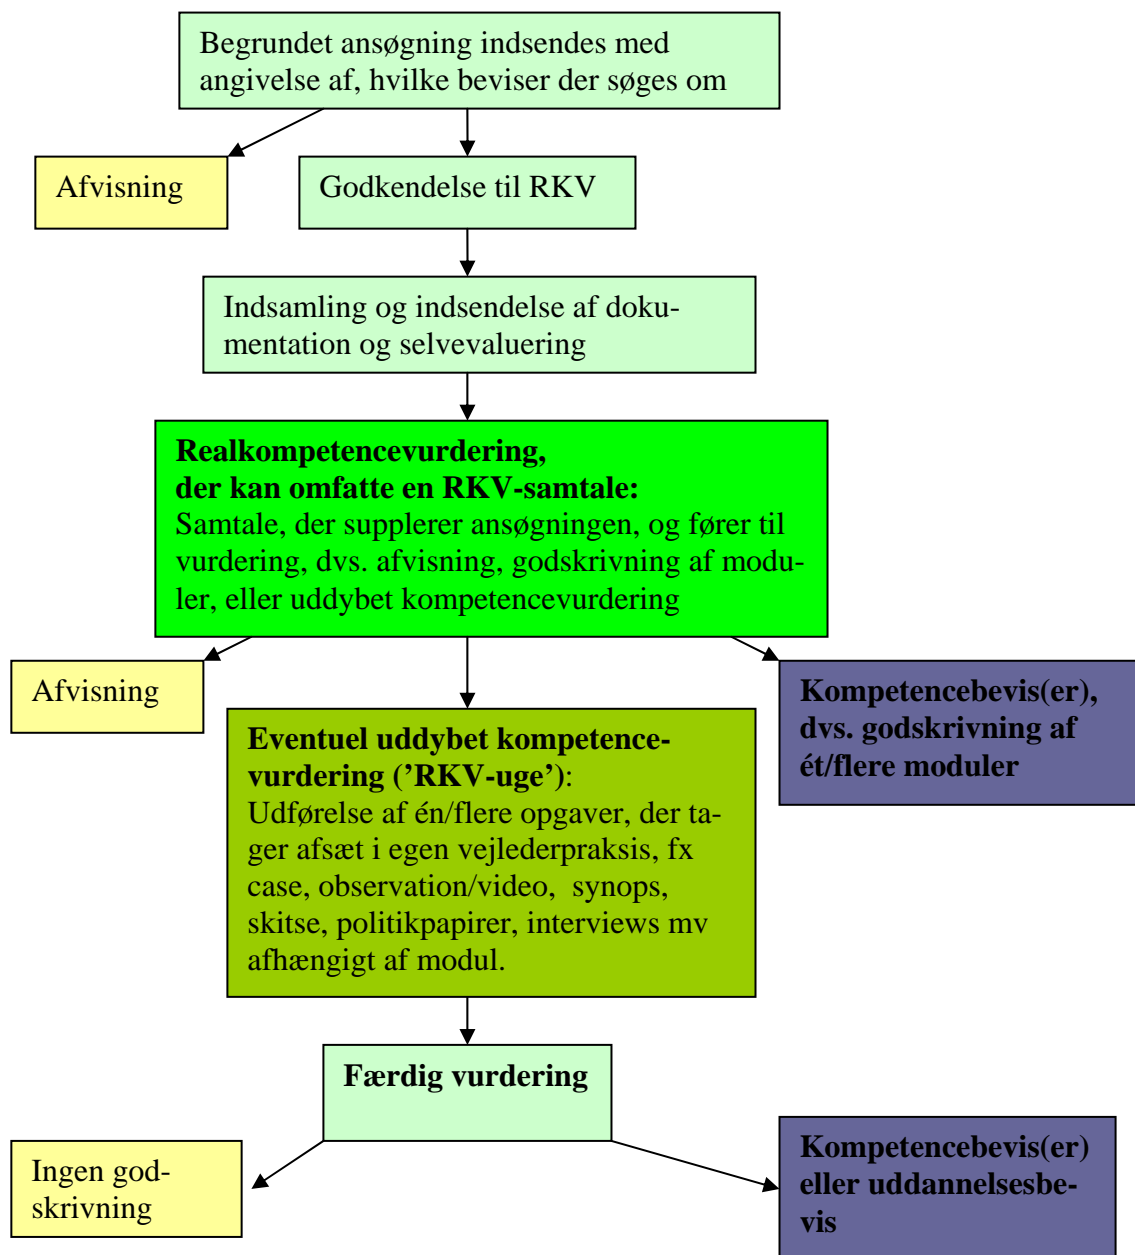 Begrundet ansøgning indsendes med
angivelse af, hvilke beviser der søges om
Afvisning
Godkendelse til RKV
Indsamling og indsendelse af doku-
mentation og selvevaluering
Realkompetencevurdering,
der kan omfatte en RKV-samtale:
Samtale, der supplerer ansøgningen, og fører til
vurdering, dvs. afvisning, godskrivning af modu-
ler, eller uddybet kompetencevurdering
Afvisning
Kompetencebevis(er),
dvs. godskrivning af
ét/flere moduler
Eventuel uddybet kompetence-
vurdering (’RKV-uge’):
Udførelse af én/flere opgaver, der ta-
ger afsæt i egen vejlederpraksis, fx
case, observation/video, synops,
skitse, politikpapirer, interviews mv
afhængigt af modul.
Færdig vurdering
Ingen god-
skrivning
Kompetencebevis(er)
eller uddannelsesbe-
vis